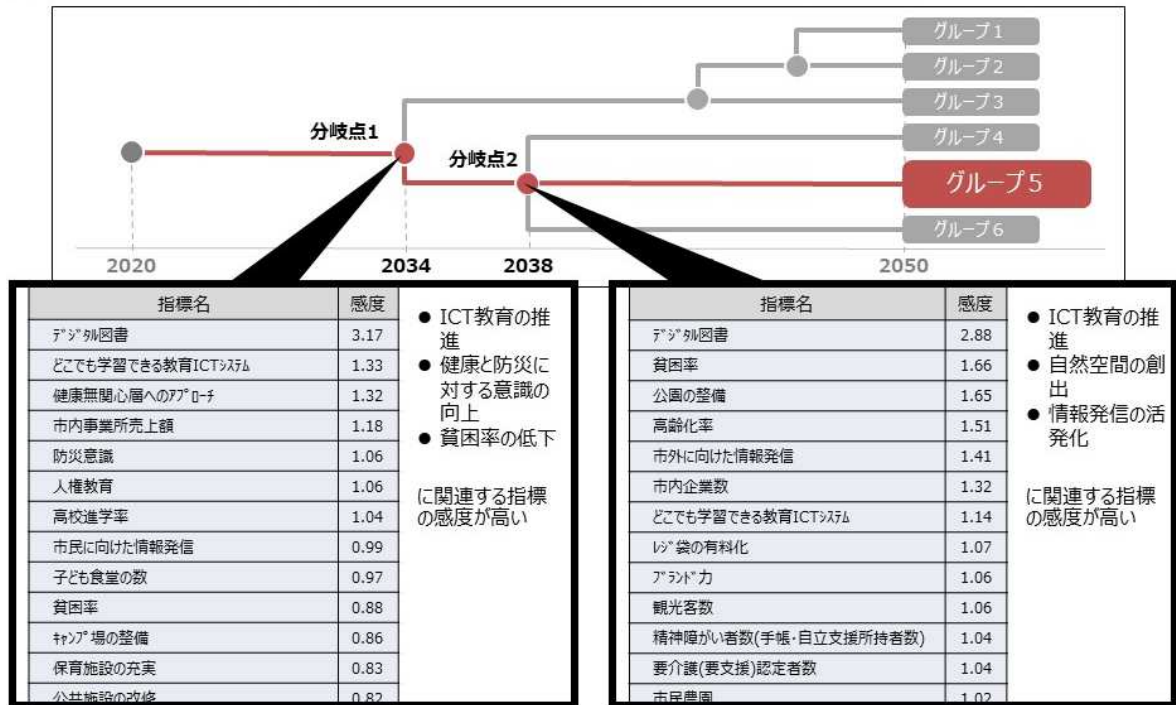 グループ1
グループ2
グループ3
分岐点1
グループ4
分岐点2
グループ5
グループ6
2020
2034
2038
2050
指標名 感度
ﾃﾞｼﾞﾀﾙ図書 3.17
どこでも学習できる教育ICTｼｽﾃﾑ 1.33
健康無関心層へのｱﾌﾟﾛｰﾁ 1.32
市内事業所売上額 1.18
防災意識 1.06
人権教育 1.06
高校進学率 1.04
市民に向けた情報発信 0.99
子ども食堂の数 0.97
貧困率 0.88
ｷｬﾝﾌﾟ場の整備 0.86
保育施設の充実 0.83
公共施設の改修 0.82
● ICT教育の推
進
● 健康と防災に
対する意識の
向上
● 貧困率の低下
に関連する指標
の感度が高い
指標名 感度
ﾃﾞｼﾞﾀﾙ図書 2.88
貧困率 1.66
公園の整備 1.65
高齢化率 1.51
市外に向けた情報発信 1.41
市内企業数 1.32
どこでも学習できる教育ICTｼｽﾃﾑ 1.14
ﾚｼﾞ袋の有料化 1.07
ﾌﾞﾗﾝﾄﾞ力 1.06
観光客数 1.06
精神障がい者数(手帳・自立支援所持者数) 1.04
要介護(要支援)認定者数 1.04
市民農園 1.02
● ICT教育の推
進
● 自然空間の創
出
● 情報発信の活
発化
に関連する指標
の感度が高い